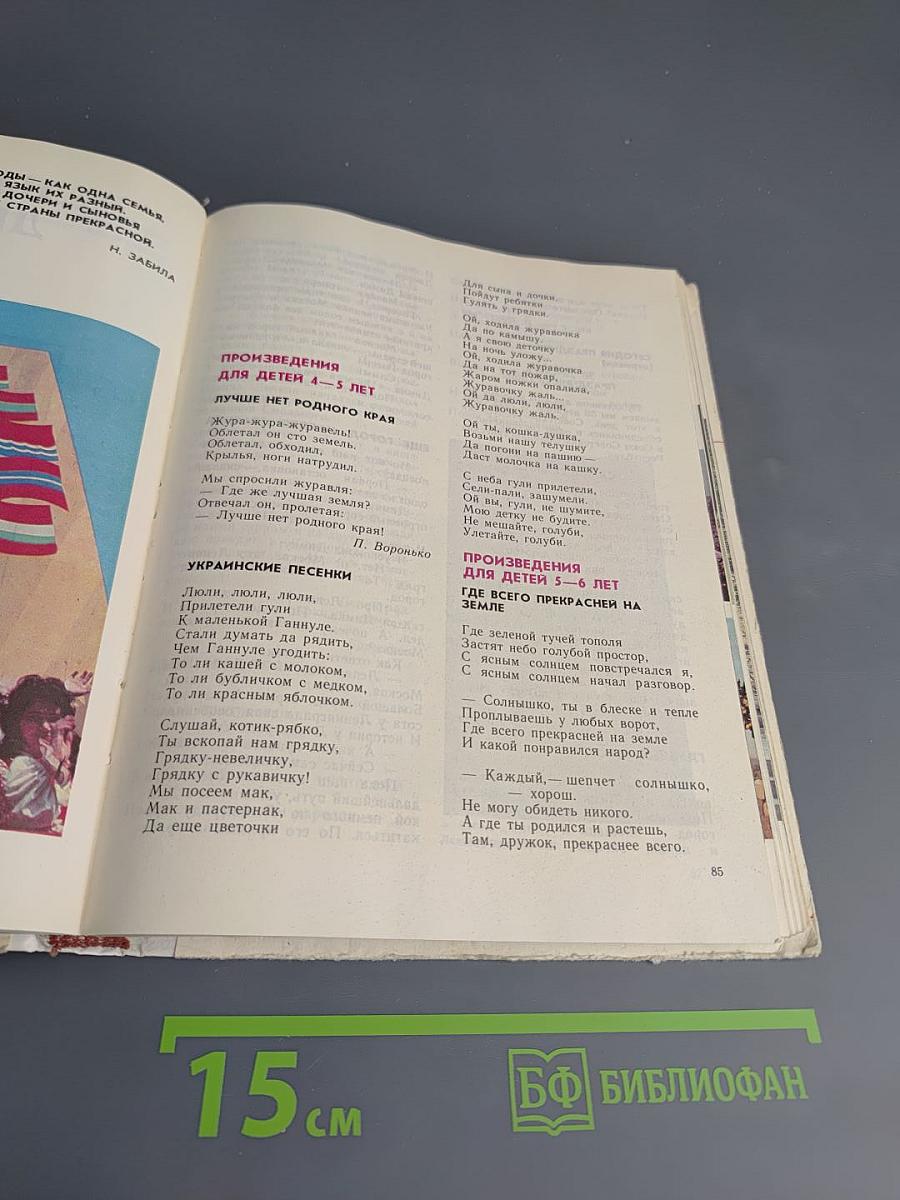 ОДЫ — КАК ОДНА СЕМЬЯ,
ЯЗЫК ИХ РАЗНЫЙ.
ДОЧЕРИ И СЫНОВЬЯ
СТРАНЫ ПРЕКРАСНОЙ.
Н. ЗАБИЛА
ПРОИЗВЕДЕНИЯ
ДЛЯ ДЕТЕЙ 4—5 ЛЕТ
ЛУЧШЕ НЕТ РОДНОГО КРАЯ
Жура-жура-журавель!
Облетал он сто земель.
Облетал, обходил,
Крылья, ноги натрудил.
Мы спросили журавля:
— Где же лучшая земля?
Отвечал он, пролетая:
— Лучше нет родного края!
П. Воронько
УКРАИНСКИЕ ПЕСЕНКИ
Люли, люли, люли,
Прилетели гули
К маленькой Ганнуле.
Стали думать да рядить,
Чем Ганнуле угодить:
То ли кашей с молоком,
То ли бубличком с медком,
То ли красным яблочком.
Слушай, котик-рябко,
Ты вскопай нам грядку,
Грядку-невеличку,
Грядку с рукавичку!
Мы посеем мак,
Мак и пастернак,
Да еще цветочки
Для сына и дочки.
Пойдут ребятки
Гулять у грядки.
Ой, ходила журавочка
Да по камышу.
А я свою деточку
На ночь уложу...
Ой, ходила журавочка
Да на тот пожар,
Жаром ножки опалила,
Журавочку жаль...
Ой да люли, люли,
Журавочку жаль.
Ой ты, кошка-душка,
Возьми нашу телушку
Да погони на пашню —
Даст молочка на кашку.
С неба гули прилетели,
Сели-пали, зашумели.
Ой вы, гули, не шумите,
Мою детку не будите.
Не мешайте, голуби,
Улетайте, голуби.
ПРОИЗВЕДЕНИЯ
ДЛЯ ДЕТЕЙ 5—6 ЛЕТ
ГДЕ ВСЕГО ПРЕКРАСНЕЙ НА
ЗЕМЛЕ
Где зеленой тучей тополя
Застят небо голубой простор,
С ясным солнцем повстречался я,
С ясным солнцем начал разговор.
— Солнышко, ты в блеске и тепле
Проплываешь у любых ворот,
Где всего прекрасней на земле
И какой понравился народ?
— Каждый,— шепчет солнышко,
— хорош.
Не могу обидеть никого.
А где ты родился и растешь,
Там, дружок, прекраснее всего.
85
15 см
БФ БИБЛИОФАН